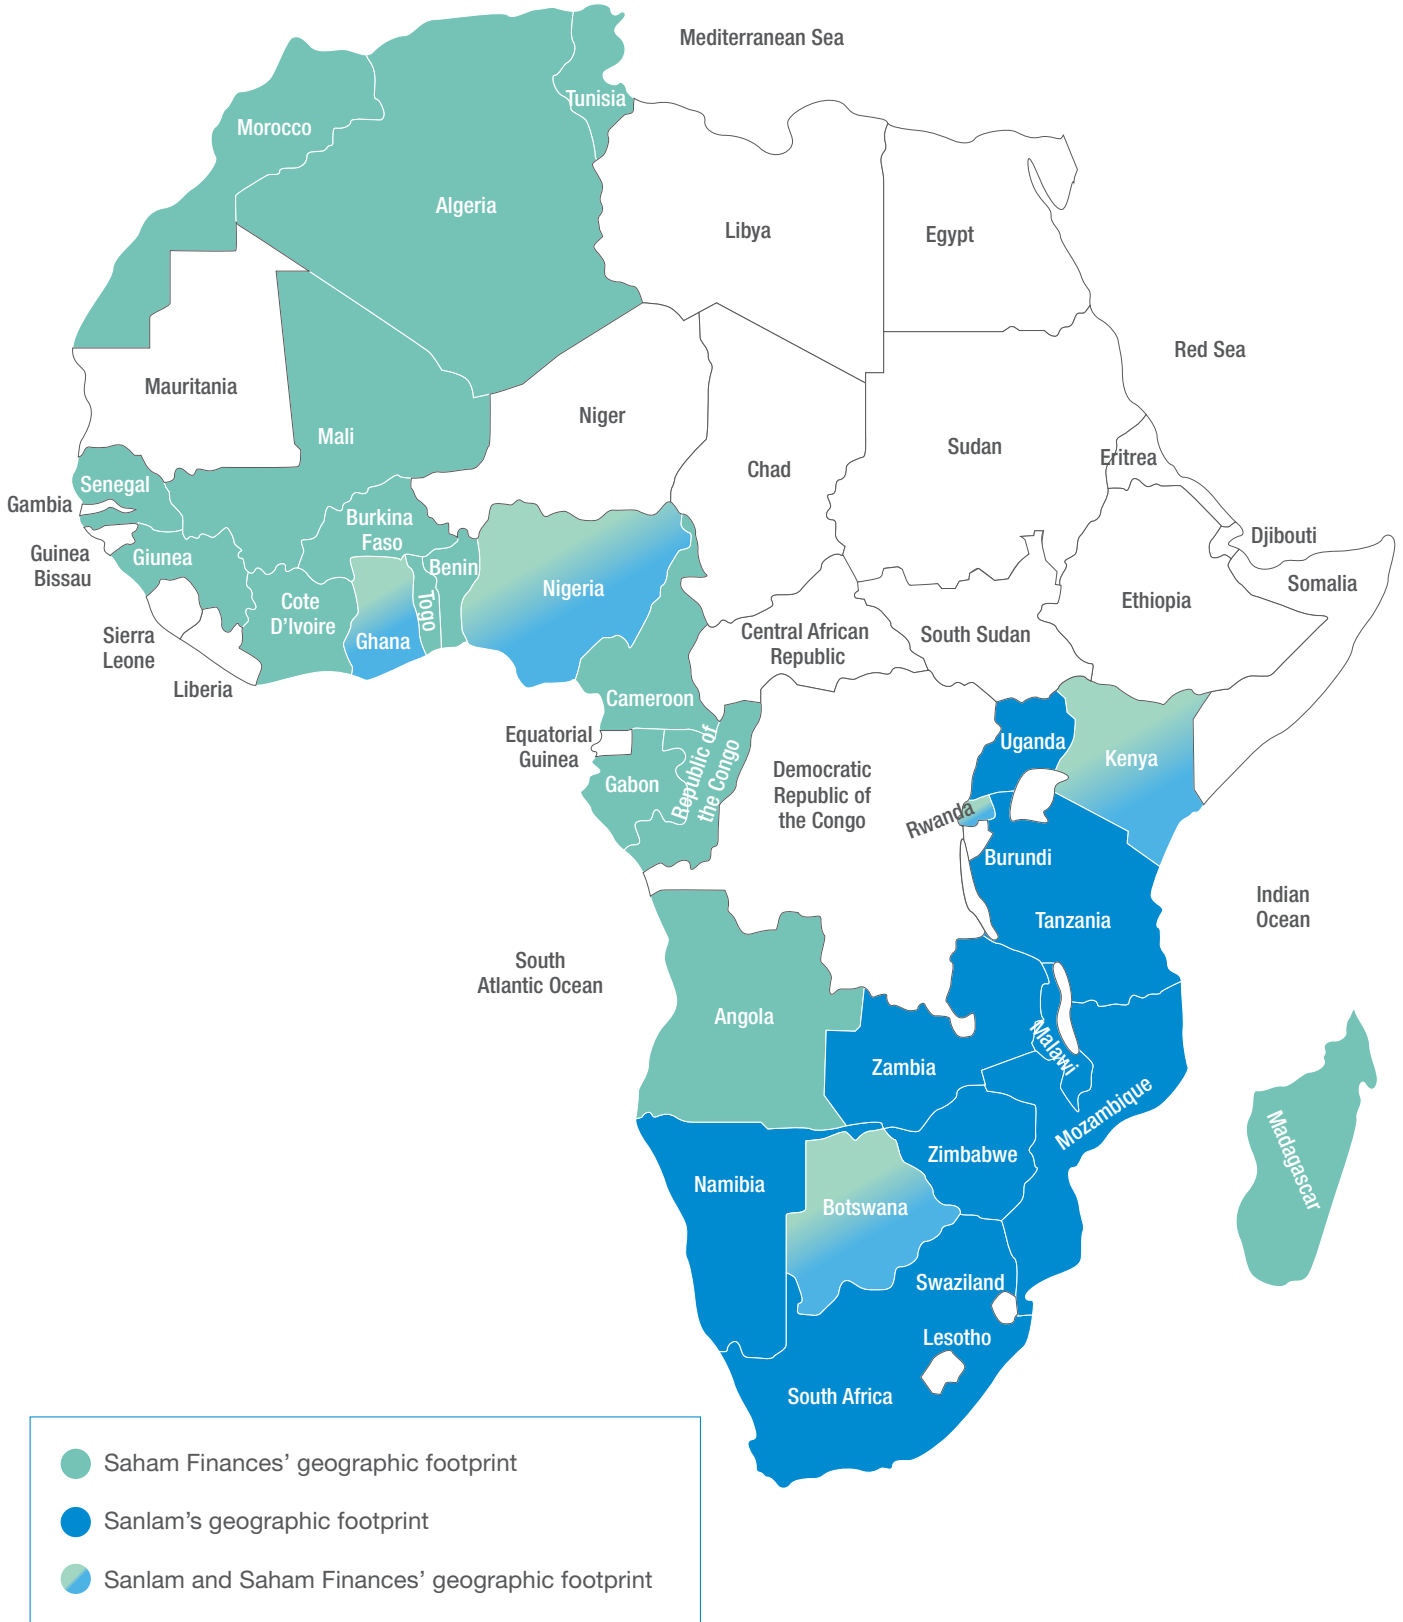 Mediterranean Sea
Tunisia
Morocco
Algeria
Libya
Egypt
Red Sea
Mauritania
Niger
Mali
Chad
Sudan
Eritrea
Senegal
Gambia
Burkina
Faso
Djibouti
Guinea
Bissau
Giunea
Benin
Nigeria
Somalia
Cote
D’Ivoire
Togo
Ghana
Ethiopia
Central African
Republic
South Sudan
Sierra
Leone
Liberia
Cameroon
Equatorial
Guinea
Gabon
Republic of
the Congo
Democratic
Republic of
the Congo
Uganda
Kenya
Rwanda
Burundi
Tanzania
Indian
Ocean
South
Atlantic Ocean
Angola
Zambia
Malawi
Mozambique
Madagascar
Zimbabwe
Namibia
Botswana
Swaziland
Lesotho
South Africa
Saham Finances’ geographic footprint
Sanlam’s geographic footprint
Sanlam and Saham Finances’ geographic footprint